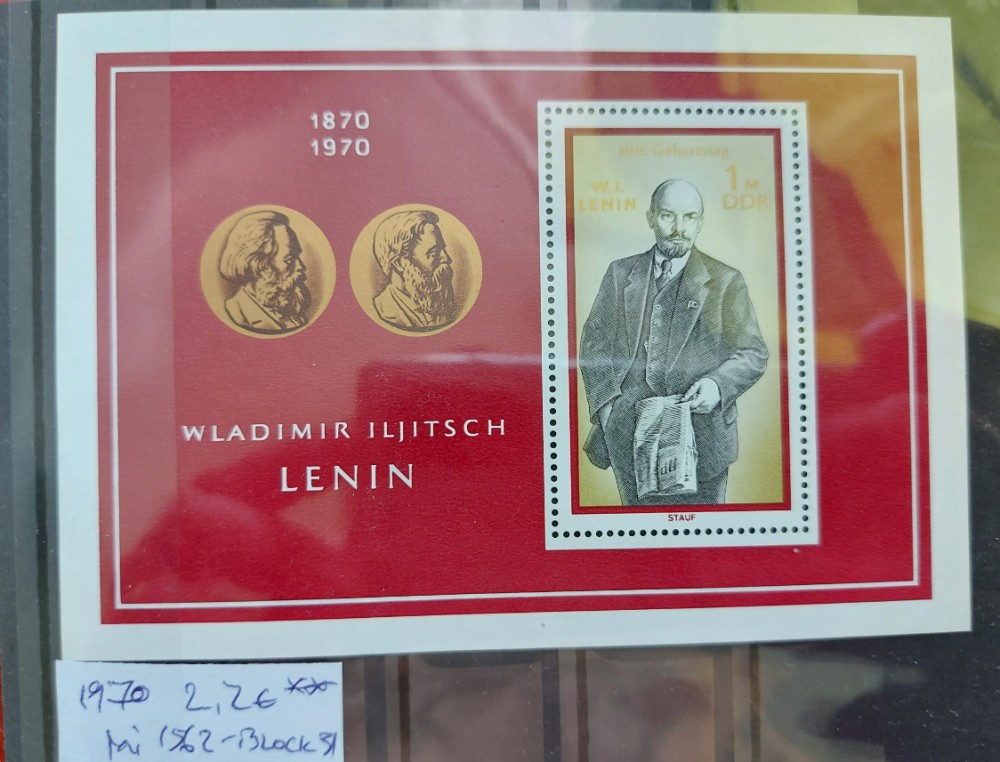 1870
1970
WLADIMIR ILJITSCH
LENIN
100. Geburtstag
W. I.
LENIN
1 M
DDR
STAUF
1970 2,2€ **
Mi 1562-Block 31